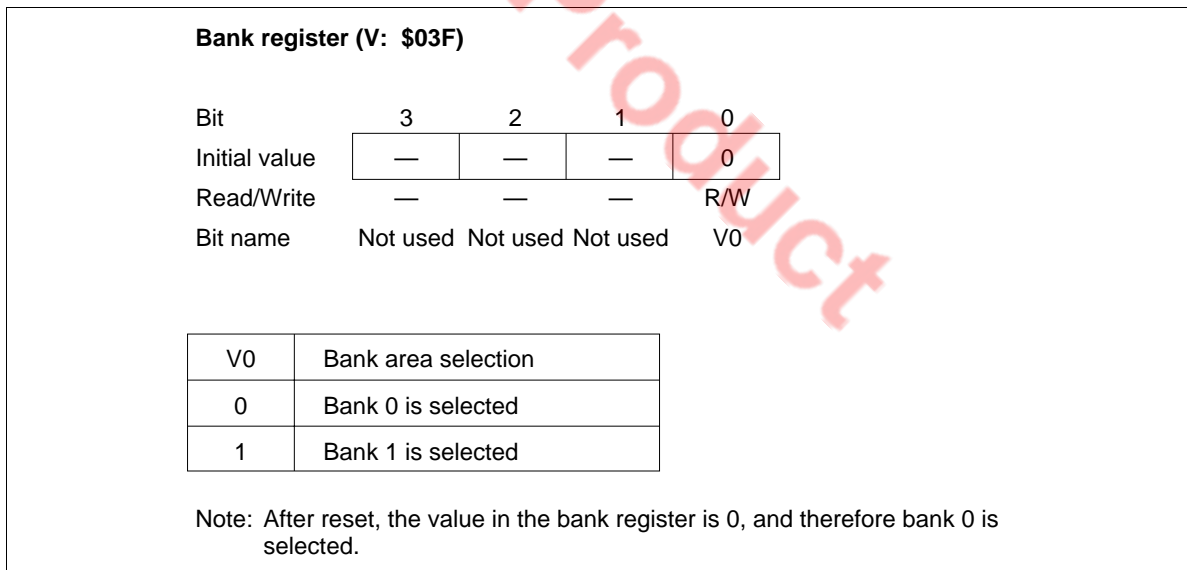 Product
Bank register (V: $03F)
Bit 3 2 1 0
Initial value — — — 0
Read/Write — — — R/W
Bit name Not used Not used Not used V0
V0 Bank area selection
0 Bank 0 is selected
1 Bank 1 is selected
Note: After reset, the value in the bank register is 0, and therefore bank 0 is
selected.